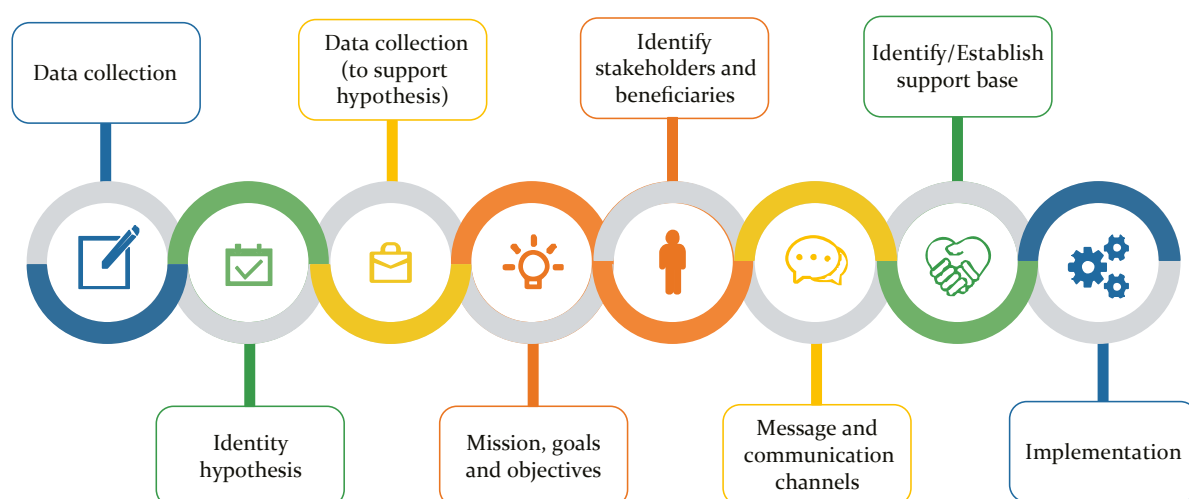 Data collection
Identity
hypothesis
Data collection
(to support
hypothesis)
Mission, goals
and objectives
Identify
stakeholders and
beneficiaries
Message and
communication
channels
Identify/Establish
support base
Implementation